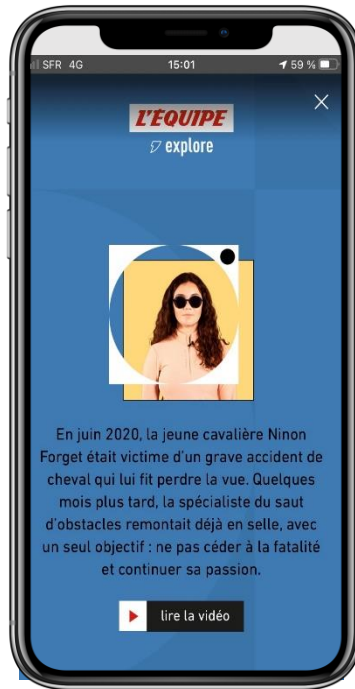 SFR 4G 15:01 59 %
L'ÉQUIPE
explore
En juin 2020, la jeune cavalière Ninon
Forget était victime d'un grave accident de
cheval qui lui fit perdre la vue. Quelques
mois plus tard, la spécialiste du saut
d'obstacles remontait déjà en selle, avec
un seul objectif : ne pas céder à la fatalité
et continuer sa passion.
lire la vidéo